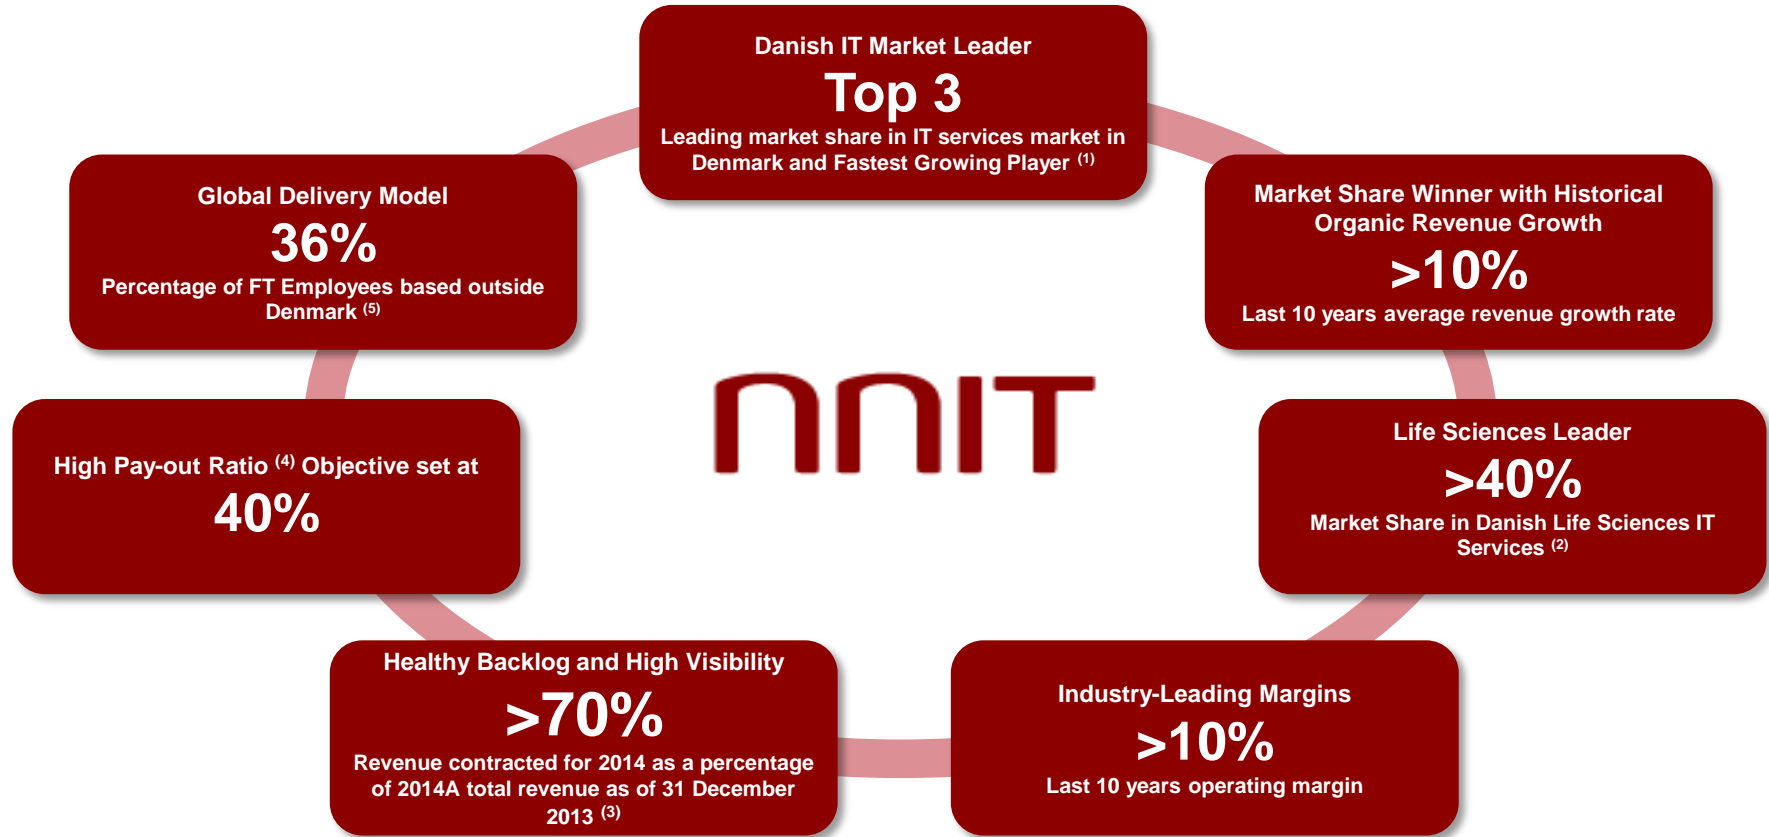 Danish IT Market Leader
Top 3
Leading market share in IT services market in
Denmark and Fastest Growing Player (1)
Market Share Winner with Historical
Organic Revenue Growth
>10%
Last 10 years average revenue growth rate
Life Sciences Leader
>40%
Market Share in Danish Life Sciences IT
Services (2)
Industry-Leading Margins
>10%
Last 10 years operating margin
Healthy Backlog and High Visibility
>70%
Revenue contracted for 2014 as a percentage
of 2014A total revenue as of 31 December
2013 (3)
High Pay-out Ratio (4) Objective set at
40%
Global Delivery Model
36%
Percentage of FT Employees based outside
Denmark (5)
nnIT